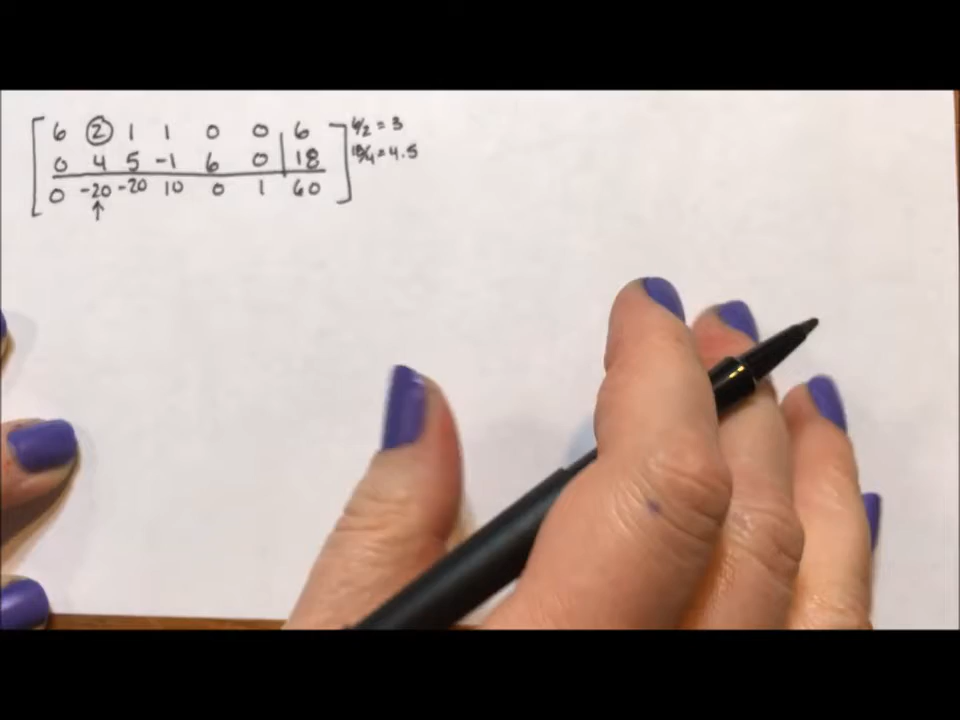 6 2 1 1 0 0 6 6/2 = 3
0 4 5 -1 6 0 18 18/4 = 4.5
0 -20 -20 10 0 1 60
↑